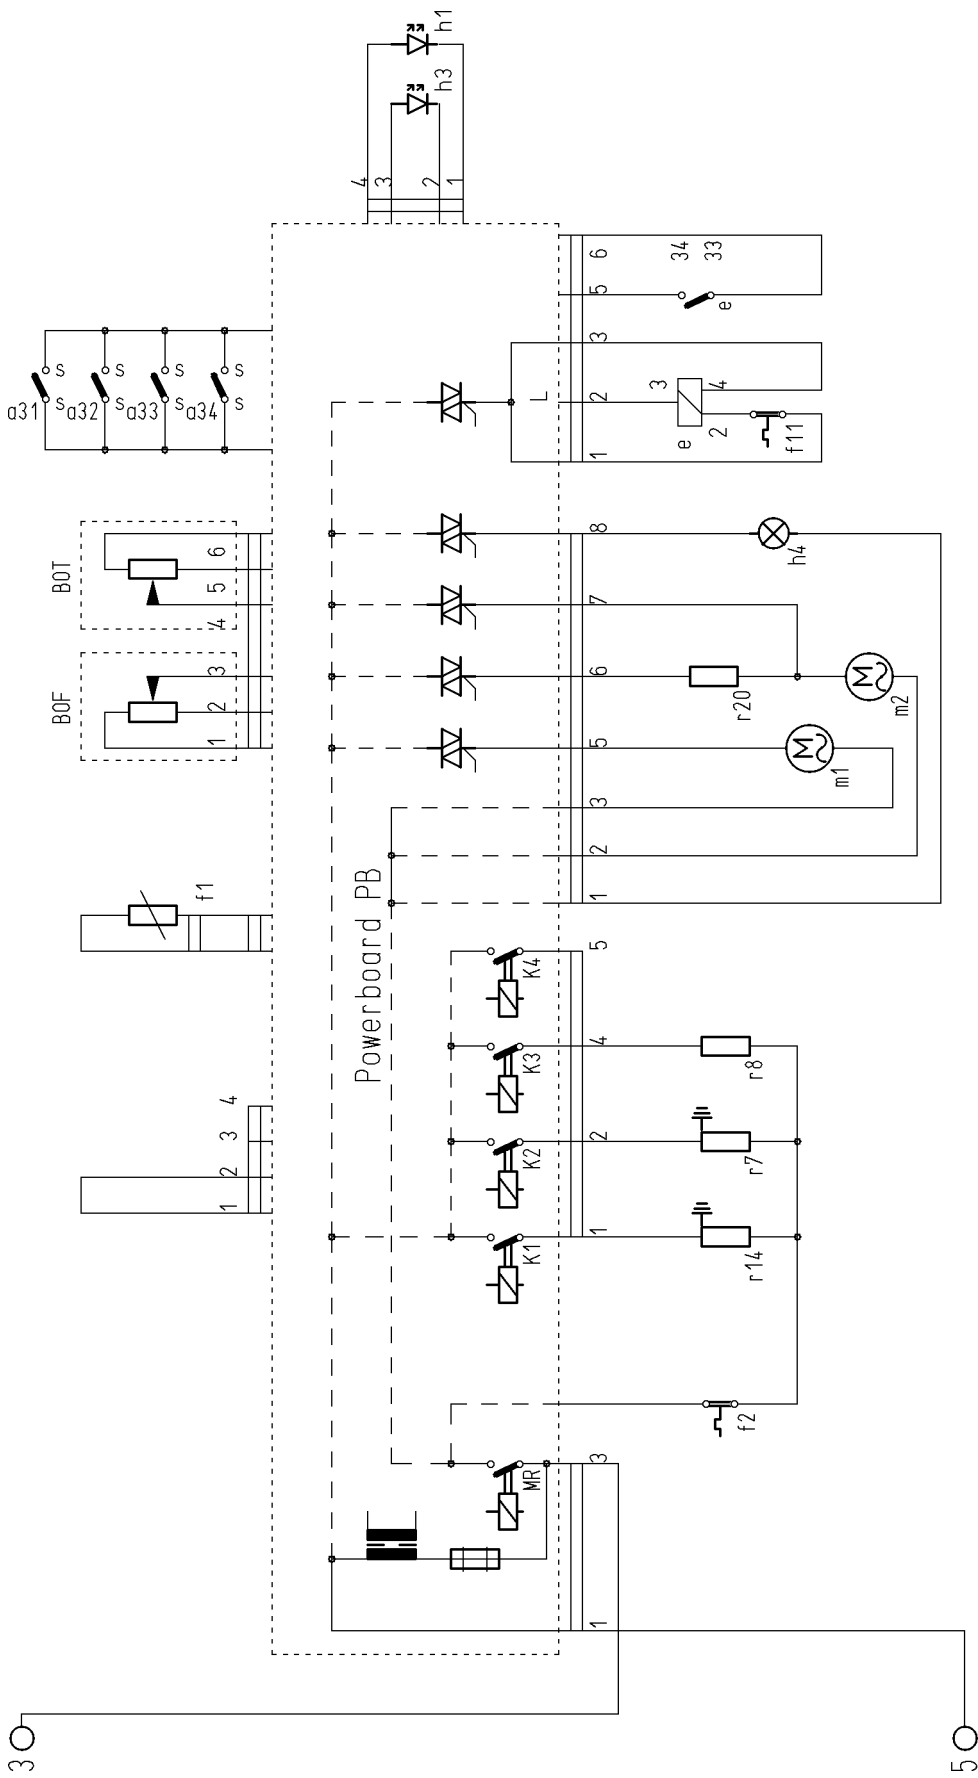 h1
h3
4
3
2
1
a31
S
S
a32
S
S
a33
S
S
a34
S
S
BOT
6
5
4
BOF
3
2
1
f1
4
3
2
1
Powerboard PB
L
6
5
3
2
1
34
33
e
3
4
e
2
f11
8
7
6
5
3
2
1
h4
r20
M
m2
M
m1
K4
K3
K2
K1
5
4
2
1
r8
r7
r14
f2
MR
3
1
3
5